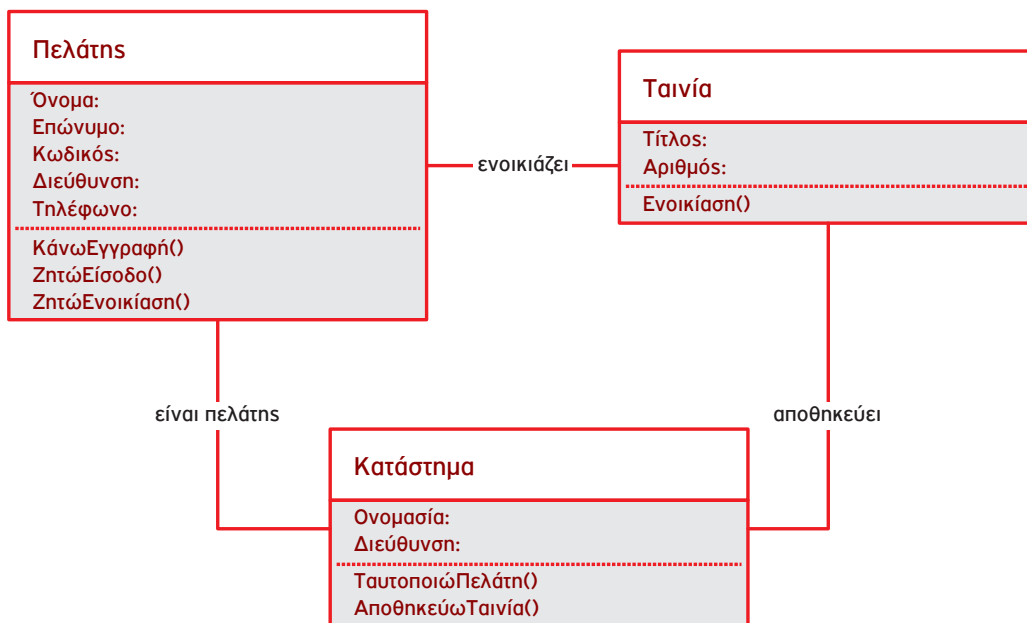 Πελάτης
Όνομα:
Επώνυμο:
Κωδικός:
Διεύθυνση:
Τηλέφωνο:
ΚάνωΕγγραφή()
ΖητώΕίσοδο()
ΖητώΕνοικίαση()
ενοικιάζει
Ταινία
Τίτλος:
Αριθμός:
Ενοικίαση()
είναι πελάτης
αποθηκεύει
Κατάστημα
Ονομασία:
Διεύθυνση:
ΤαυτοποιώΠελάτη()
ΑποθηκεύωΤαινία()